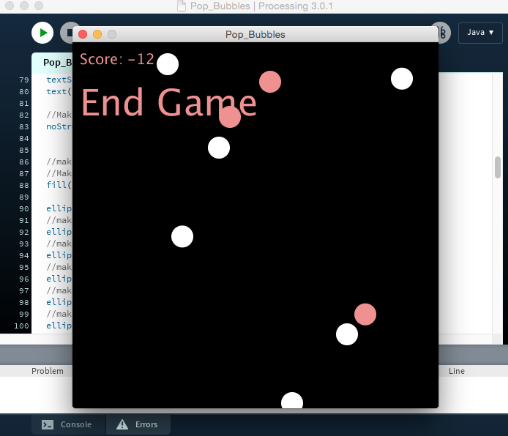 Pop_Bubbles | Processing 3.0.1
Java ▾
Pop_B
Pop_Bubbles
Score: -12
End Game
79 textS
80 text(
81
82 //Mak
83 noStr
84
85
86 //mak
87 //Mak
88 fill(
89
90 ellip
91 //mak
92 ellip
93 //mak
94 ellip
95 //mak
96 ellip
97 //mak
98 ellip
99 //mak
100 ellip
Problem Line
Console Errors